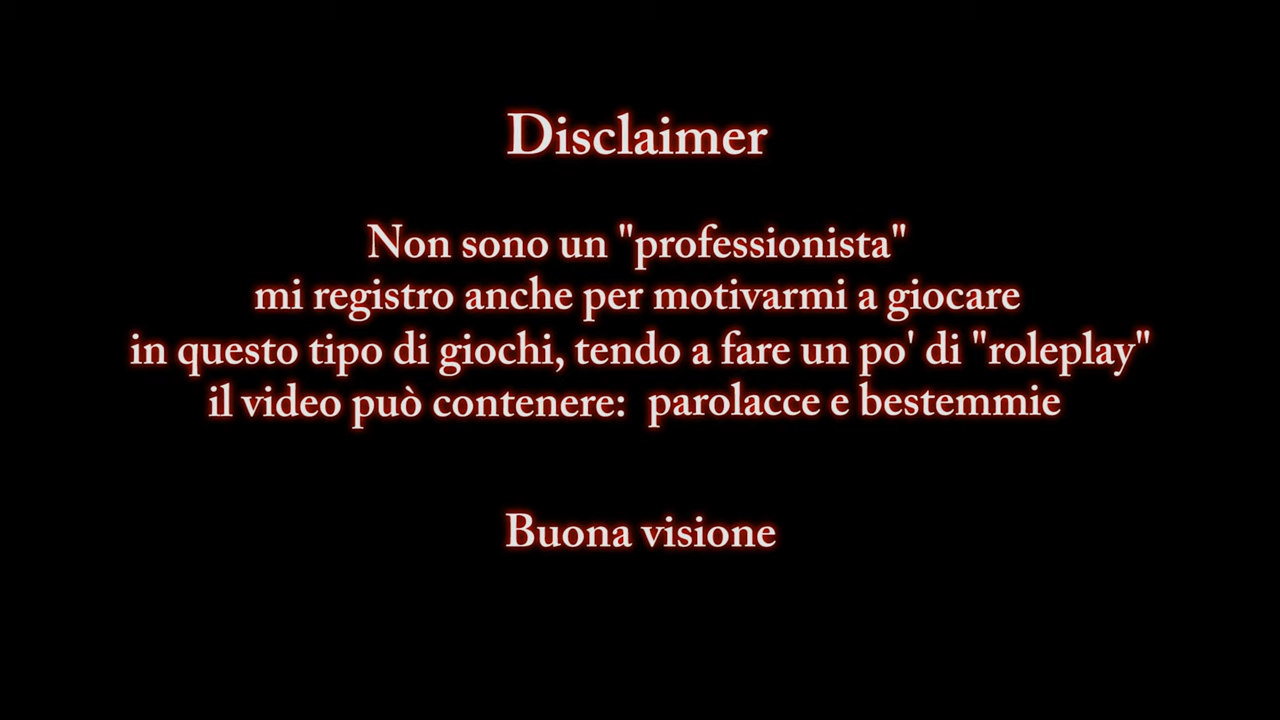 Disclaimer
Non sono un "professionista"
mi registro anche per motivarmi a giocare
in questo tipo di giochi, tendo a fare un po' di "roleplay"
il video può contenere:  parolacce e bestemmie
Buona visione